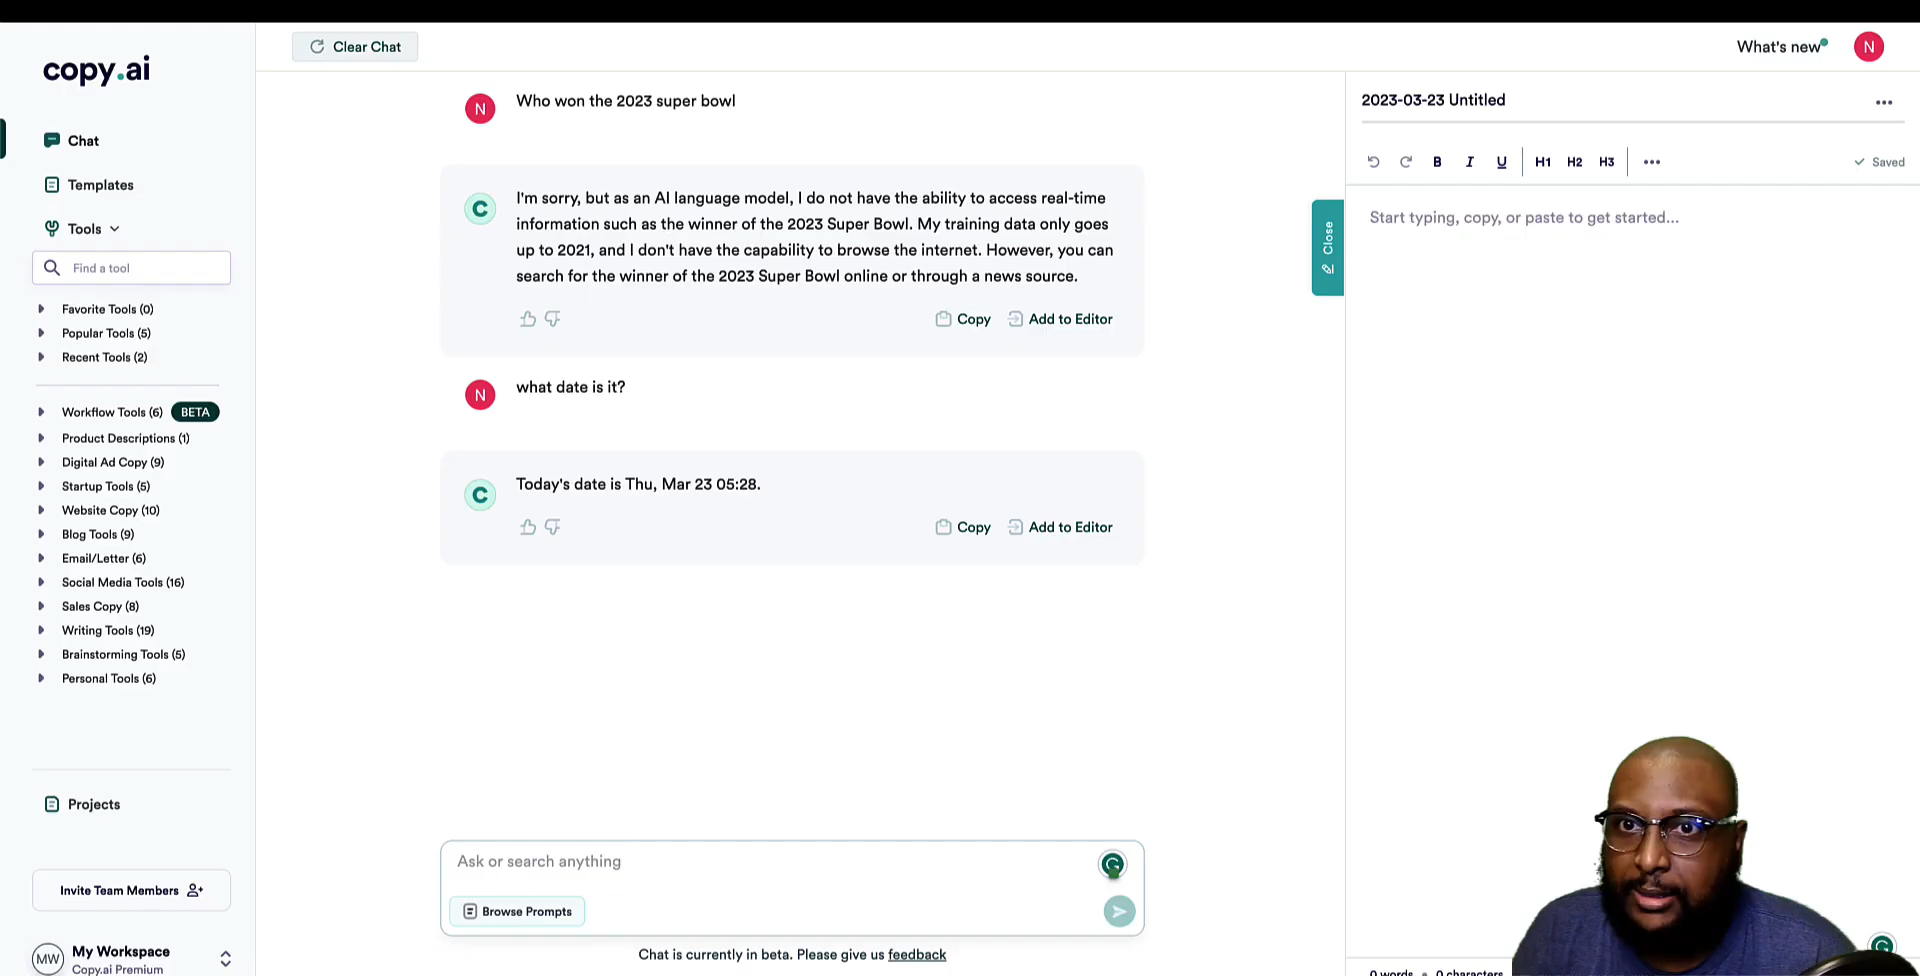 copy.ai
Chat
Templates
Tools
Find a tool
Favorite Tools (0)
Popular Tools (5)
Recent Tools (2)
Workflow Tools (6) BETA
Product Descriptions (1)
Digital Ad Copy (9)
Startup Tools (5)
Website Copy (10)
Blog Tools (9)
Email/Letter (6)
Social Media Tools (16)
Sales Copy (8)
Writing Tools (19)
Brainstorming Tools (5)
Personal Tools (6)
Projects
Invite Team Members
MW
My Workspace
Copy.ai Premium
Clear Chat
What's new
N
N
Who won the 2023 super bowl
C
I'm sorry, but as an AI language model, I do not have the ability to access real-time
information such as the winner of the 2023 Super Bowl. My training data only goes
up to 2021, and I don't have the capability to browse the internet. However, you can
search for the winner of the 2023 Super Bowl online or through a news source.
Copy
Add to Editor
N
what date is it?
C
Today's date is Thu, Mar 23 05:28.
Copy
Add to Editor
Ask or search anything
Browse Prompts
Chat is currently in beta. Please give us feedback
Close
2023-03-23 Untitled
B I U H1 H2 H3
Saved
Start typing, copy, or paste to get started...
0 words • 0 characters